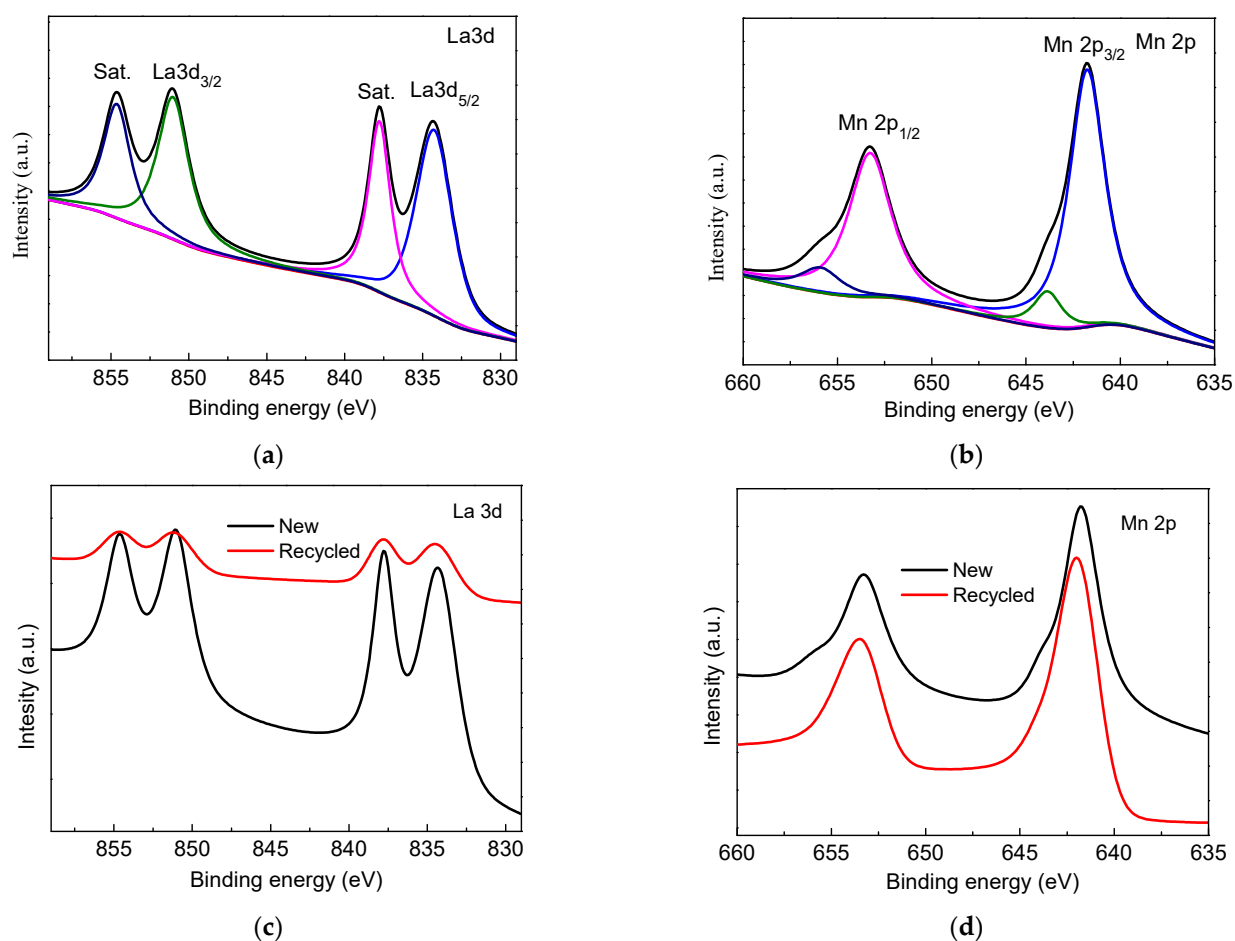 La3d
Sat.
La3d3/2
Sat.
La3d5/2
Intensity (a.u.)
855 850 845 840 835 830
Binding energy (eV)
(a)
Mn 2p3/2 Mn 2p
Mn 2p1/2
Intensity (a.u.)
660 655 650 645 640 635
Binding energy (eV)
(b)
La 3d
New
Recycled
Intesity (a.u.)
855 850 845 840 835 830
Binding energy (eV)
(c)
Mn 2p
New
Recycled
Intensity (a.u.)
660 655 650 645 640 635
Binding energy (eV)
(d)